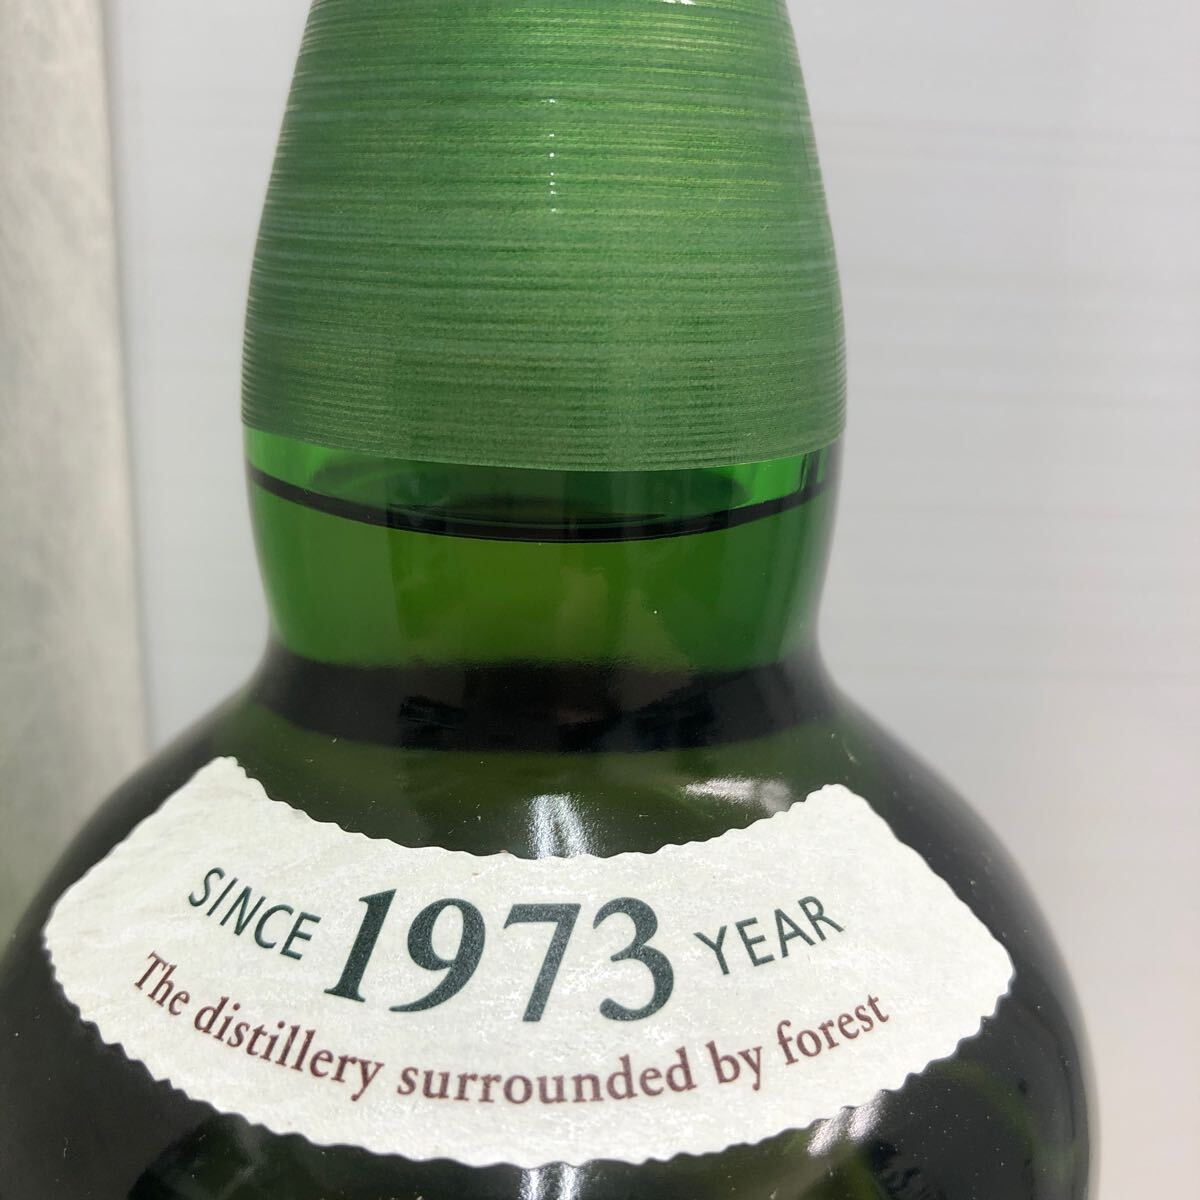 SINCE 1973 YEAR
The distillery surrounded by forest